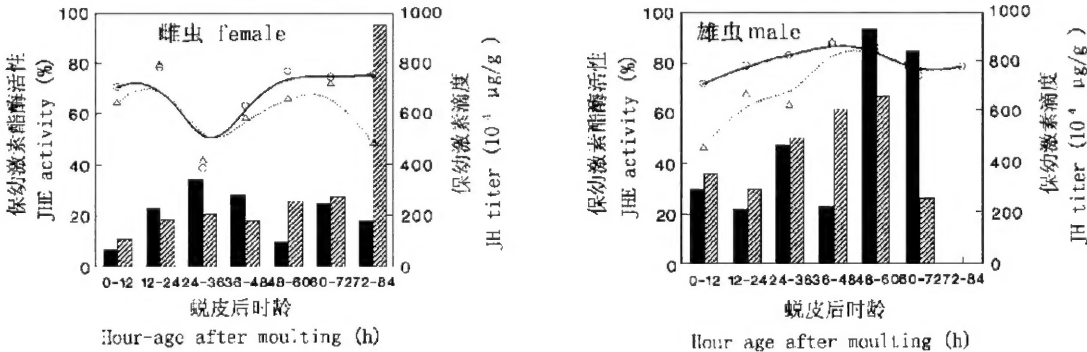 雌虫 female
保幼激素酯酶活性
JHE activity (%)
100
80
60
40
20
0
1000
800
600
400
200
0
保幼激素滴度
JH titer (10⁻⁴ μg/g)
0-12 12-24 24-36 36-48 48-60 60-72 72-84
蜕皮后时龄
Hour-age after moulting (h)
雄虫 male
保幼激素酯酶活性
JHE activity (%)
100
80
60
40
20
0
1000
800
600
400
200
0
保幼激素滴度
JH titer (10⁻⁴ μg/g)
0-12 12-24 24-36 36-48 48-60 60-72 72-84
蜕皮后时龄
Hour age after moulting (h)